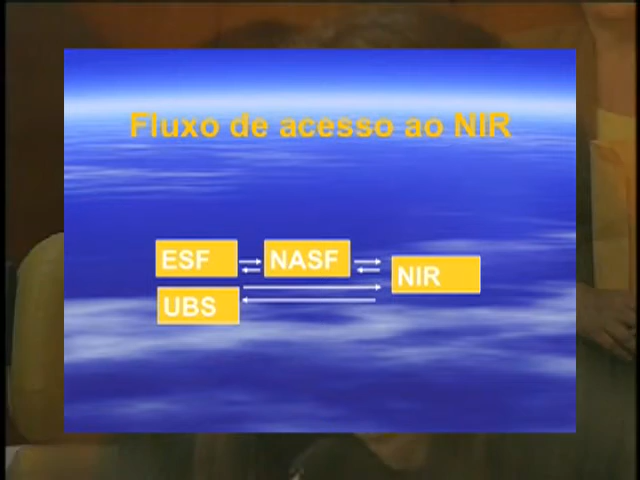 Fluxo de acesso ao NIR
ESF
NASF
NIR
UBS